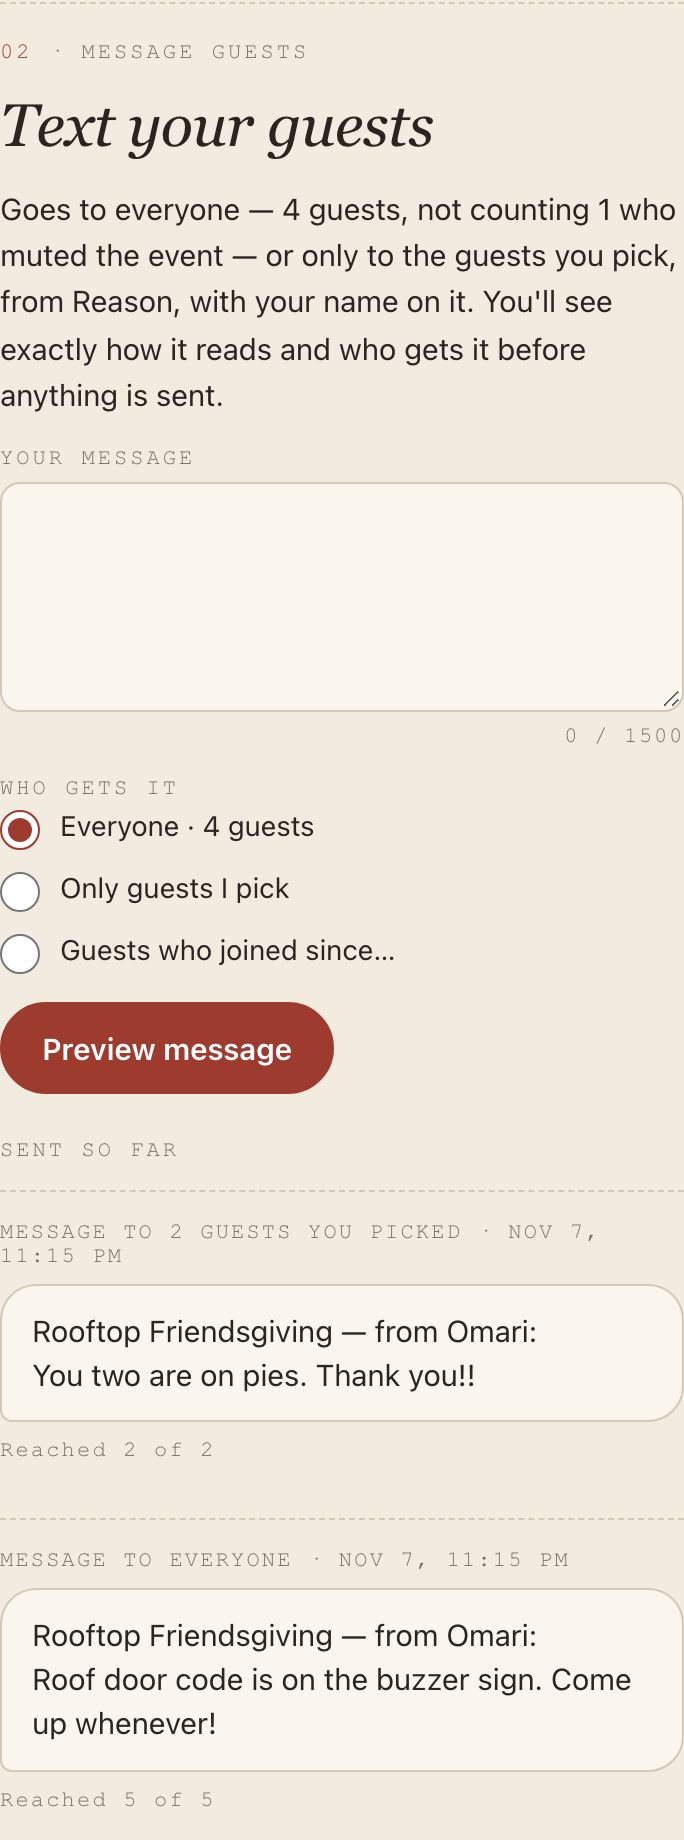 02 · MESSAGE GUESTS
Text your guests
Goes to everyone — 4 guests, not counting 1 who
muted the event — or only to the guests you pick,
from Reason, with your name on it. You'll see
exactly how it reads and who gets it before
anything is sent.
YOUR MESSAGE
0 / 1500
WHO GETS IT
Everyone · 4 guests
Only guests I pick
Guests who joined since...
Preview message
SENT SO FAR
MESSAGE TO 2 GUESTS YOU PICKED · NOV 7,
11:15 PM
Rooftop Friendsgiving — from Omari:
You two are on pies. Thank you!!
Reached 2 of 2
MESSAGE TO EVERYONE · NOV 7, 11:15 PM
Rooftop Friendsgiving — from Omari:
Roof door code is on the buzzer sign. Come
up whenever!
Reached 5 of 5